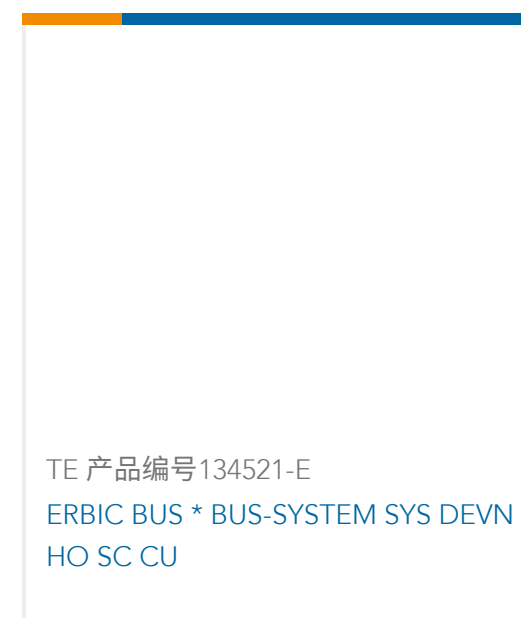 TE 产品编号134521-E
ERBIC BUS * BUS-SYSTEM SYS DEVN
HO SC CU